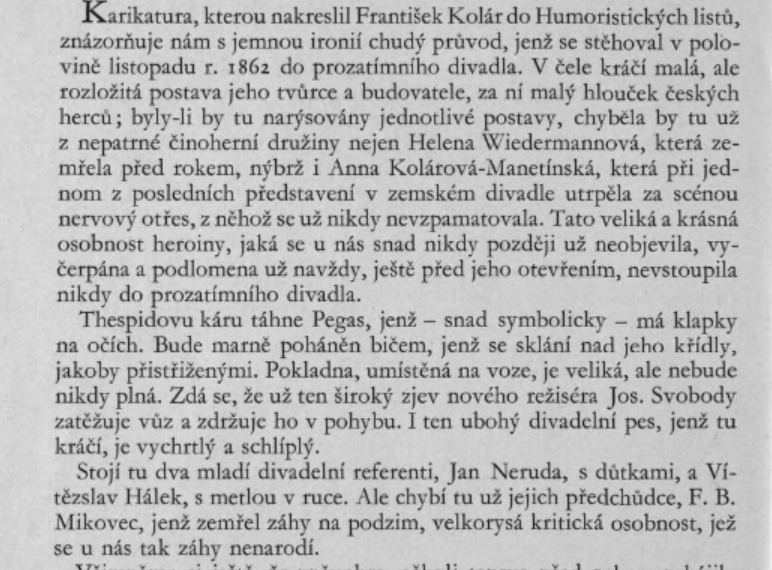 Karikatura, kterou nakreslil František Kolár do Humoristických listů,
znázorňuje nám s jemnou ironií chudý průvod, jenž se stěhoval v polo-
vině listopadu r. 1862 do prozatímního divadla. V čele kráčí malá, ale
rozložitá postava jeho tvůrce a budovatele, za ní malý hlouček českých
herců; byly-li by tu narýsovány jednotlivé postavy, chyběla by tu už
z nepatrné činoherní družiny nejen Helena Wiedermannová, která ze-
mřela před rokem, nýbrž i Anna Kolárová-Manetínská, která při jed-
nom z posledních představení v zemském divadle utrpěla za scénou
nervový otřes, z něhož se už nikdy nevzpamatovala. Tato veliká a krásná
osobnost heroiny, jaká se u nás snad nikdy později už neobjevila, vy-
čerpána a podlomena už navždy, ještě před jeho otevřením, nevstoupila
nikdy do prozatímního divadla.
Thespidovu káru táhne Pegas, jenž – snad symbolicky – má klapky
na očích. Bude marně poháněn bičem, jenž se sklání nad jeho křídly,
jakoby přistřiženými. Pokladna, umístěná na voze, je veliká, ale nebude
nikdy plná. Zdá se, že už ten široký zjev nového režiséra Jos. Svobody
zatěžuje vůz a zdržuje ho v pohybu. I ten ubohý divadelní pes, jenž tu
kráčí, je vychrtlý a schlíplý.
Stojí tu dva mladí divadelní referenti, Jan Neruda, s důtkami, a Ví-
tězslav Hálek, s metlou v ruce. Ale chybí tu už jejich předchůdce, F. B.
Mikovec, jenž zemřel záhy na podzim, velkorysá kritická osobnost, jež
se u nás tak záhy nenarodí.